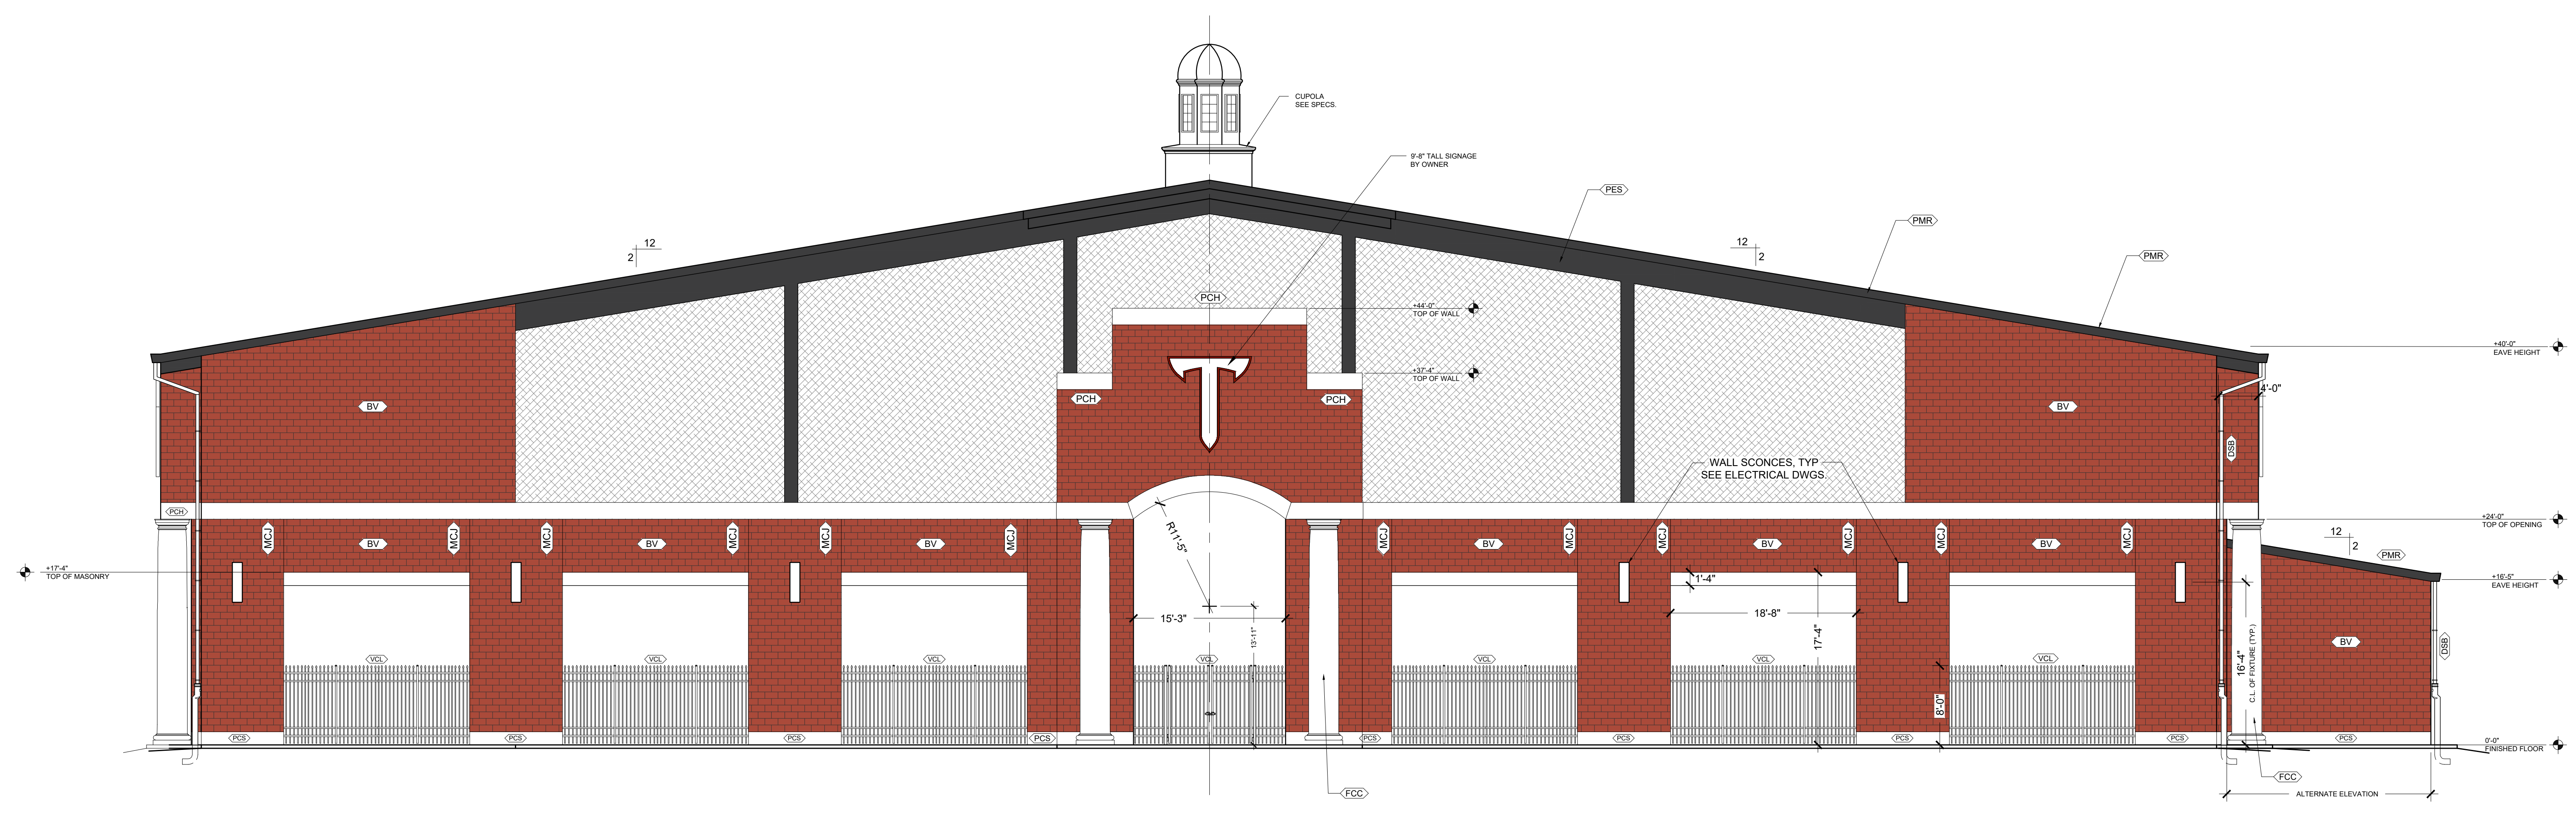 CUPOLA
SEE SPECS.
9'-8" TALL SIGNAGE
BY OWNER
PES
PMR
12
2
12
2
PMR
PCH
+44'-0"
TOP OF WALL
+40'-0"
EAVE HEIGHT
+37'-4"
TOP OF WALL
4'-0"
PCH
PCH
BV
BV
DSB
WALL SCONCES, TYP
SEE ELECTRICAL DWGS.
PCH
+24'-0"
TOP OF OPENING
MCJ
BV
MCJ
MCJ
BV
MCJ
MCJ
BV
MCJ
R11'-5"
MCJ
BV
MCJ
MCJ
BV
MCJ
MCJ
BV
MCJ
12
2
PMR
+17'-4"
TOP OF MASONRY
1'-4"
+16'-5"
EAVE HEIGHT
15'-3"
13'-11"
18'-8"
17'-4"
16'-4"
C.L. OF FIXTURE (TYP.)
BV
DSB
VCL
VCL
VCL
VCL
VCL
VCL
VCL
8'-0"
PCS
PCS
PCS
PCS
PCS
PCS
PCS
PCS
PCS
0'-0"
FINISHED FLOOR
FCC
FCC
ALTERNATE ELEVATION